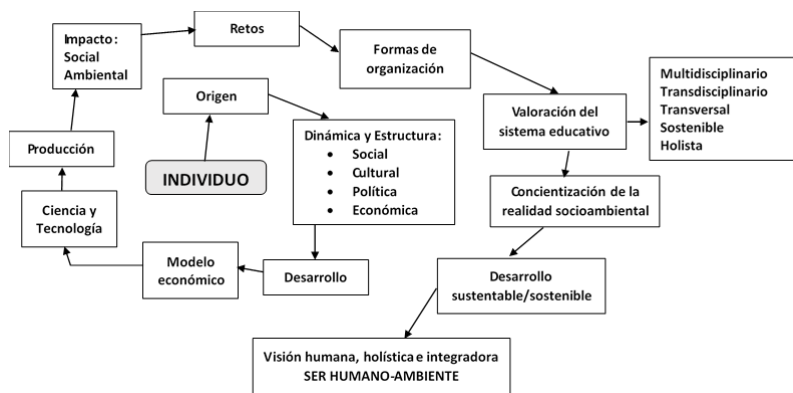 Impacto:
Social
Ambiental
Retos
Formas de
organización
Multidisciplinario
Transdisciplinario
Transversal
Sostenible
Holista
Origen
Valoración del
sistema educativo
Dinámica y Estructura:
• Social
• Cultural
• Política
• Económica
Producción
INDIVIDUO
Concientización de la
realidad socioambiental
Ciencia y
Tecnología
Modelo
económico
Desarrollo
Desarrollo
sustentable/sostenible
Visión humana, holística e integradora
SER HUMANO-AMBIENTE